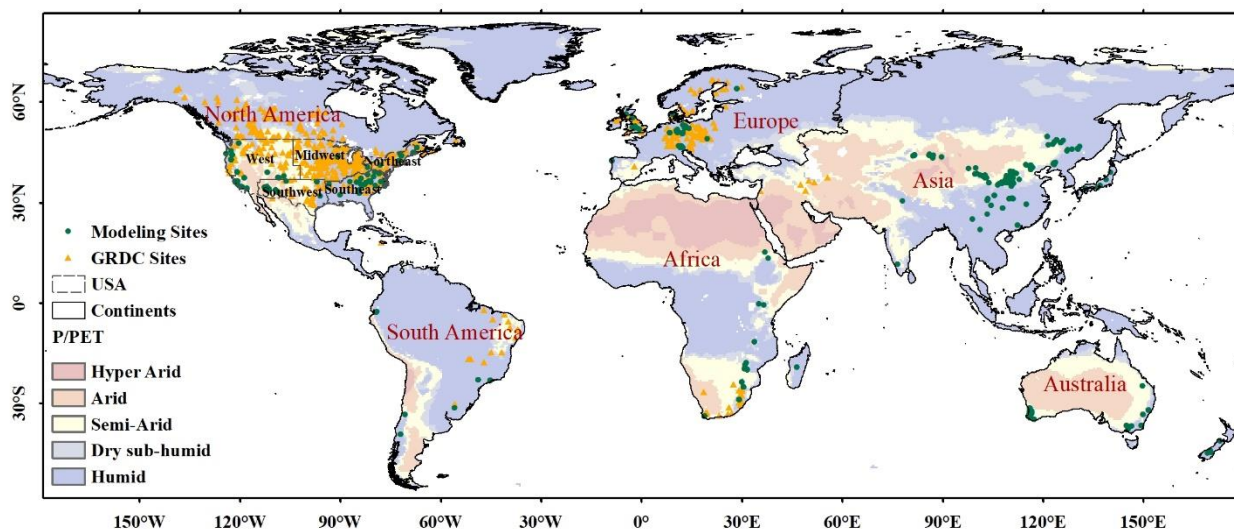 60°N
30°N
0°
30°S
North America
Europe
West
Midwest
Northeast
Southwest
Southeast
Asia
Africa
South America
Australia
Modeling Sites
GRDC Sites
USA
Continents
P/PET
Hyper Arid
Arid
Semi-Arid
Dry sub-humid
Humid
150°W 120°W 90°W 60°W 30°W 0° 30°E 60°E 90°E 120°E 150°E